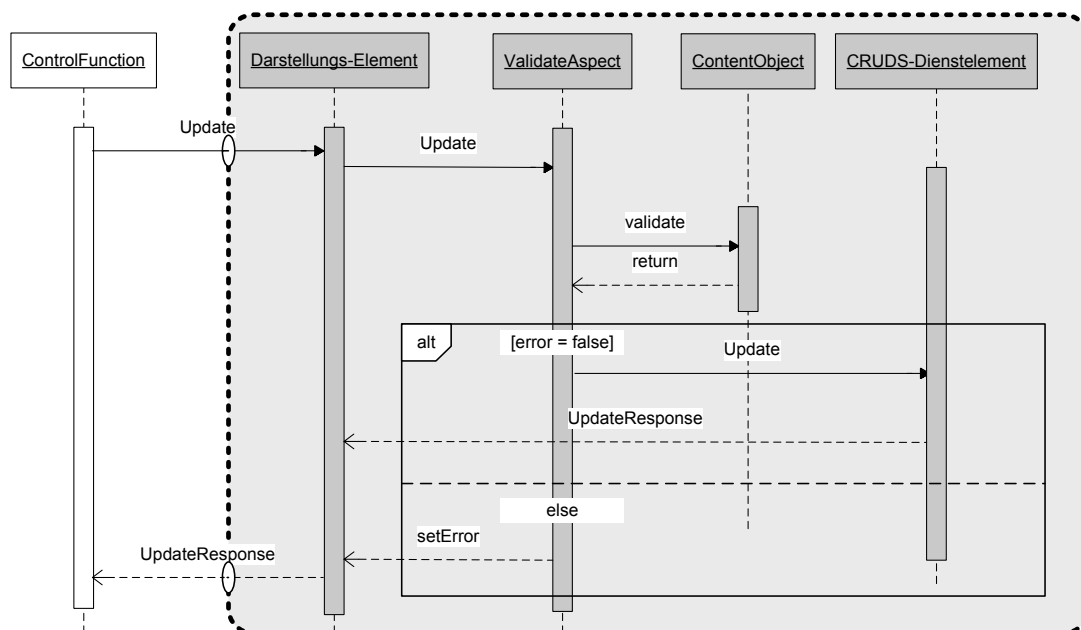 ControlFunction
Darstellungs-Element
ValidateAspect
ContentObject
CRUDS-Dienstelement
Update
Update
validate
return
alt
[error = false]
Update
UpdateResponse
else
setError
UpdateResponse